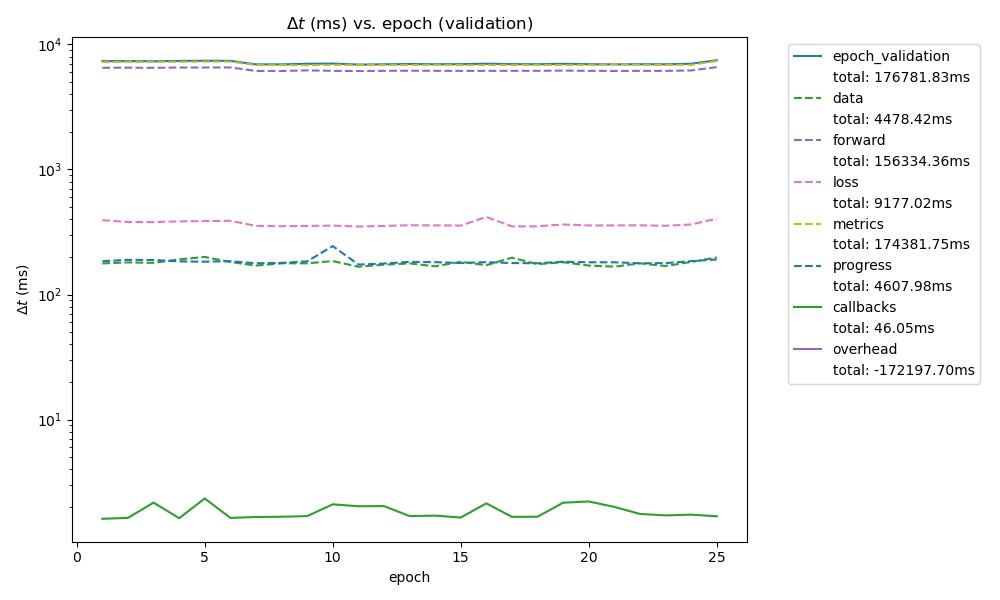 Δt (ms) vs. epoch (validation)
Δt (ms)
10⁴
10³
10²
10¹
0
5
10
15
20
25
epoch
epoch_validation
total: 176781.83ms
data
total: 4478.42ms
forward
total: 156334.36ms
loss
total: 9177.02ms
metrics
total: 174381.75ms
progress
total: 4607.98ms
callbacks
total: 46.05ms
overhead
total: -172197.70ms